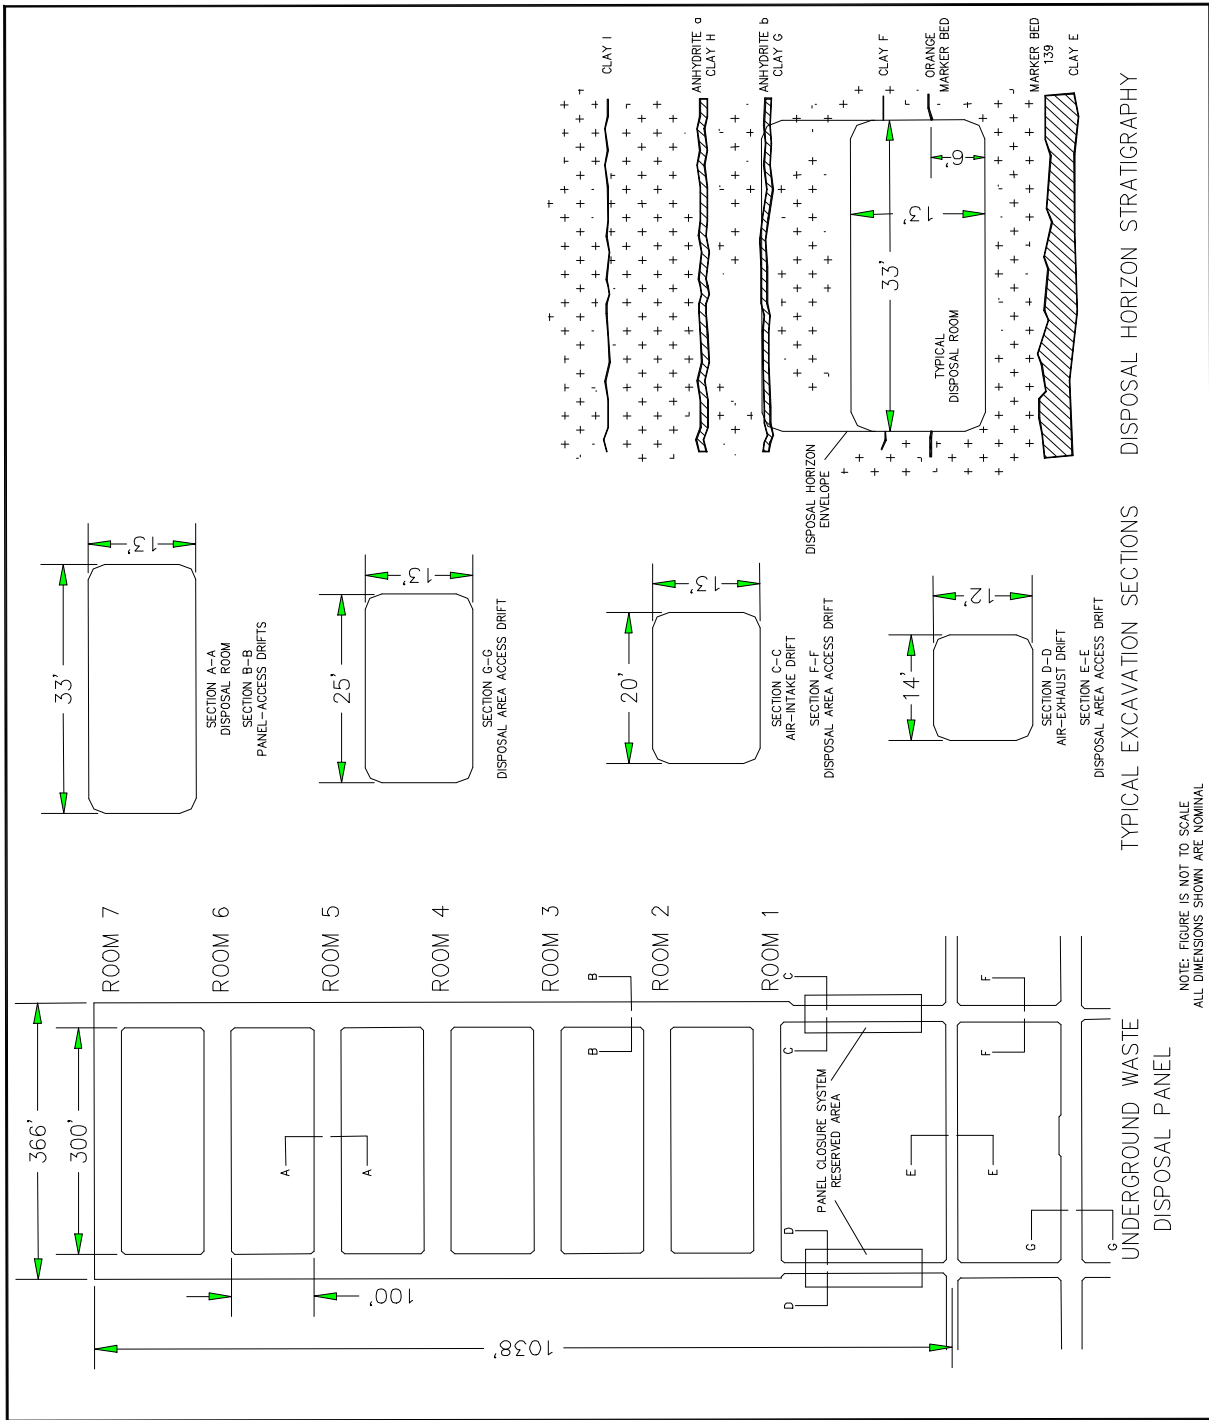 366'
300'
100'
1038'
ROOM 7
ROOM 6
ROOM 5
ROOM 4
ROOM 3
ROOM 2
ROOM 1
A
A
B
B
C
C
D
D
E
E
F
F
G
G
PANEL CLOSURE SYSTEM
RESERVED AREA
UNDERGROUND WASTE
DISPOSAL PANEL
33'
13'
SECTION A-A
DISPOSAL ROOM
SECTION B-B
PANEL-ACCESS DRIFTS
25'
13'
SECTION G-G
DISPOSAL AREA ACCESS DRIFT
20'
13'
SECTION C-C
AIR-INTAKE DRIFT
SECTION F-F
DISPOSAL AREA ACCESS DRIFT
14'
12'
SECTION D-D
AIR-EXHAUST DRIFT
SECTION E-E
DISPOSAL AREA ACCESS DRIFT
TYPICAL EXCAVATION SECTIONS
CLAY I
ANHYDRITE a
CLAY H
ANHYDRITE b
CLAY G
CLAY F
ORANGE
MARKER BED
MARKER BED
139
CLAY E
33'
13'
6'
TYPICAL
DISPOSAL ROOM
DISPOSAL HORIZON
ENVELOPE
DISPOSAL HORIZON STRATIGRAPHY
NOTE: FIGURE IS NOT TO SCALE
ALL DIMENSIONS SHOWN ARE NOMINAL